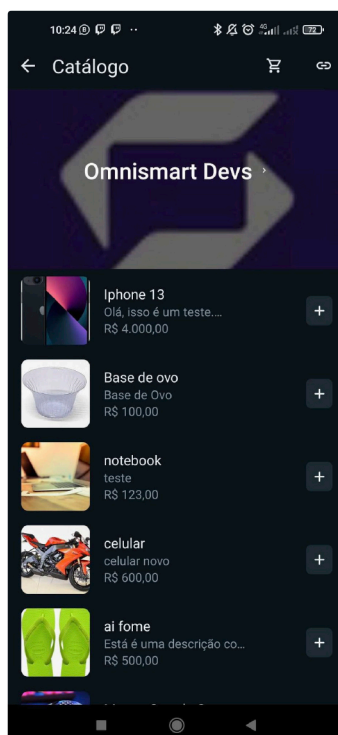 10:24
4G
72
Catálogo
Omnismart Devs
Iphone 13
Olá, isso é um teste....
R$ 4.000,00
Base de ovo
Base de Ovo
R$ 100,00
notebook
teste
R$ 123,00
celular
celular novo
R$ 600,00
ai fome
Está é uma descrição co...
R$ 500,00